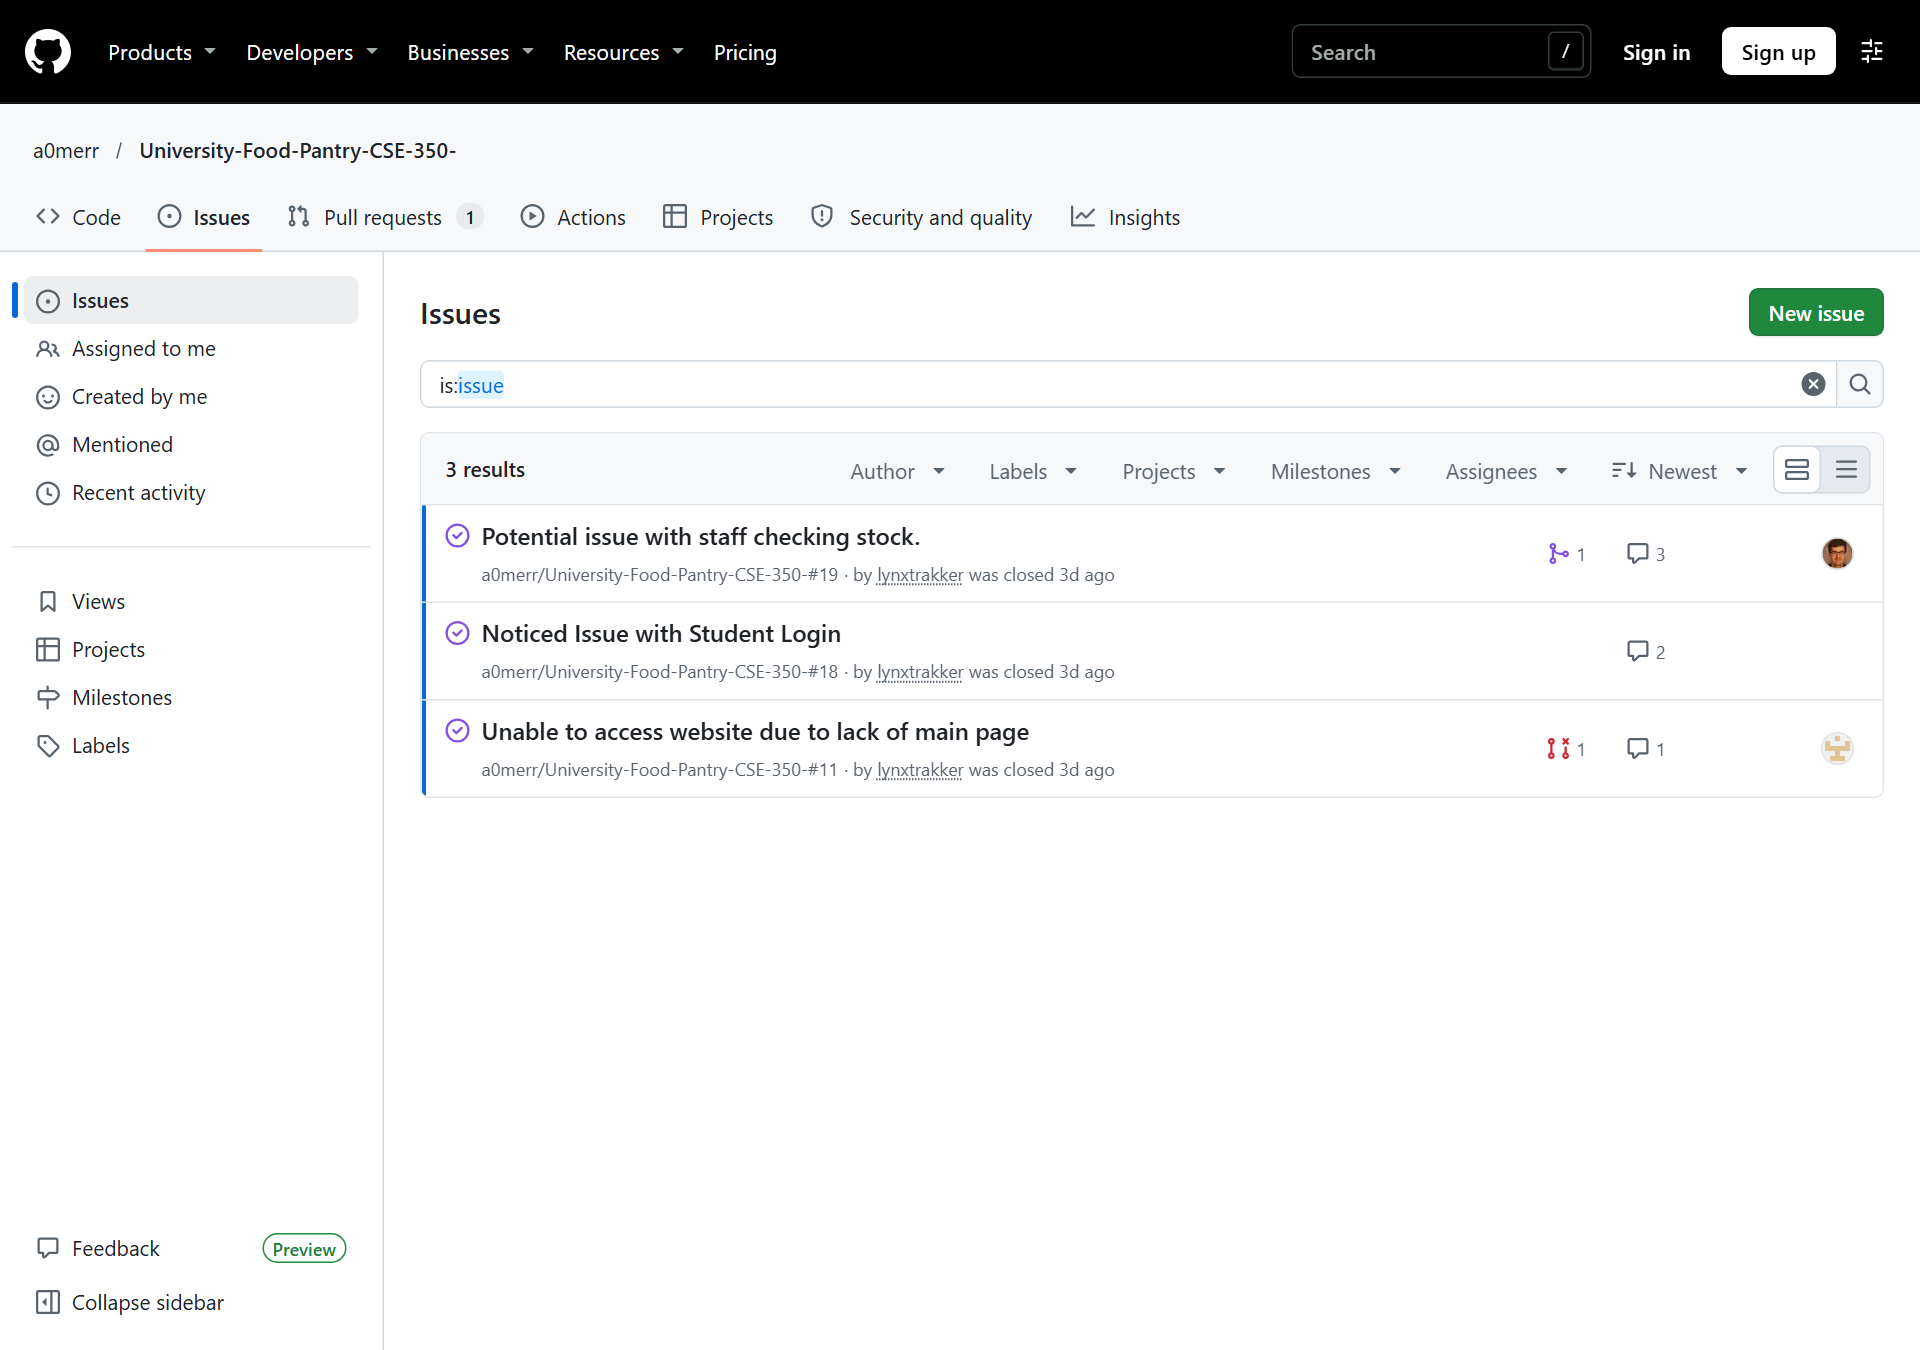 Products Developers Businesses Resources Pricing Search / Sign in Sign up
a0merr / University-Food-Pantry-CSE-350-
Code Issues Pull requests 1 Actions Projects Security and quality Insights
Issues
Assigned to me
Created by me
Mentioned
Recent activity
Views
Projects
Milestones
Labels
Feedback Preview
Collapse sidebar
Issues New issue
is:issue
3 results Author Labels Projects Milestones Assignees Newest
Potential issue with staff checking stock.
a0merr/University-Food-Pantry-CSE-350-#19 · by lynxtrakker was closed 3d ago
1 3
Noticed Issue with Student Login
a0merr/University-Food-Pantry-CSE-350-#18 · by lynxtrakker was closed 3d ago
2
Unable to access website due to lack of main page
a0merr/University-Food-Pantry-CSE-350-#11 · by lynxtrakker was closed 3d ago
1 1